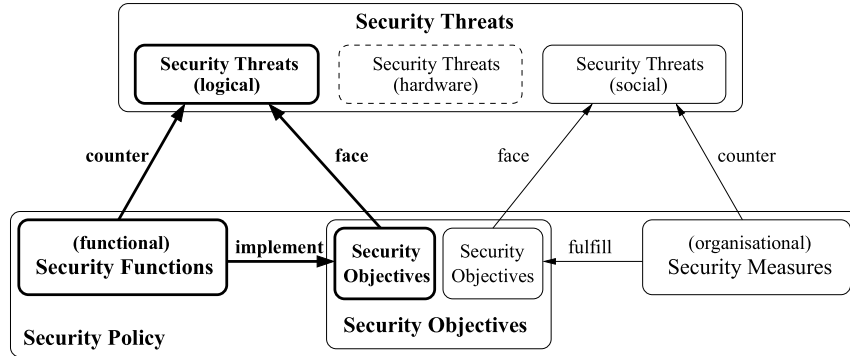 Security Threats
Security Threats
(logical)
Security Threats
(hardware)
Security Threats
(social)
counter
face
face
counter
(functional)
Security Functions
implement
Security
Objectives
Security
Objectives
fulfill
(organisational)
Security Measures
Security Policy
Security Objectives